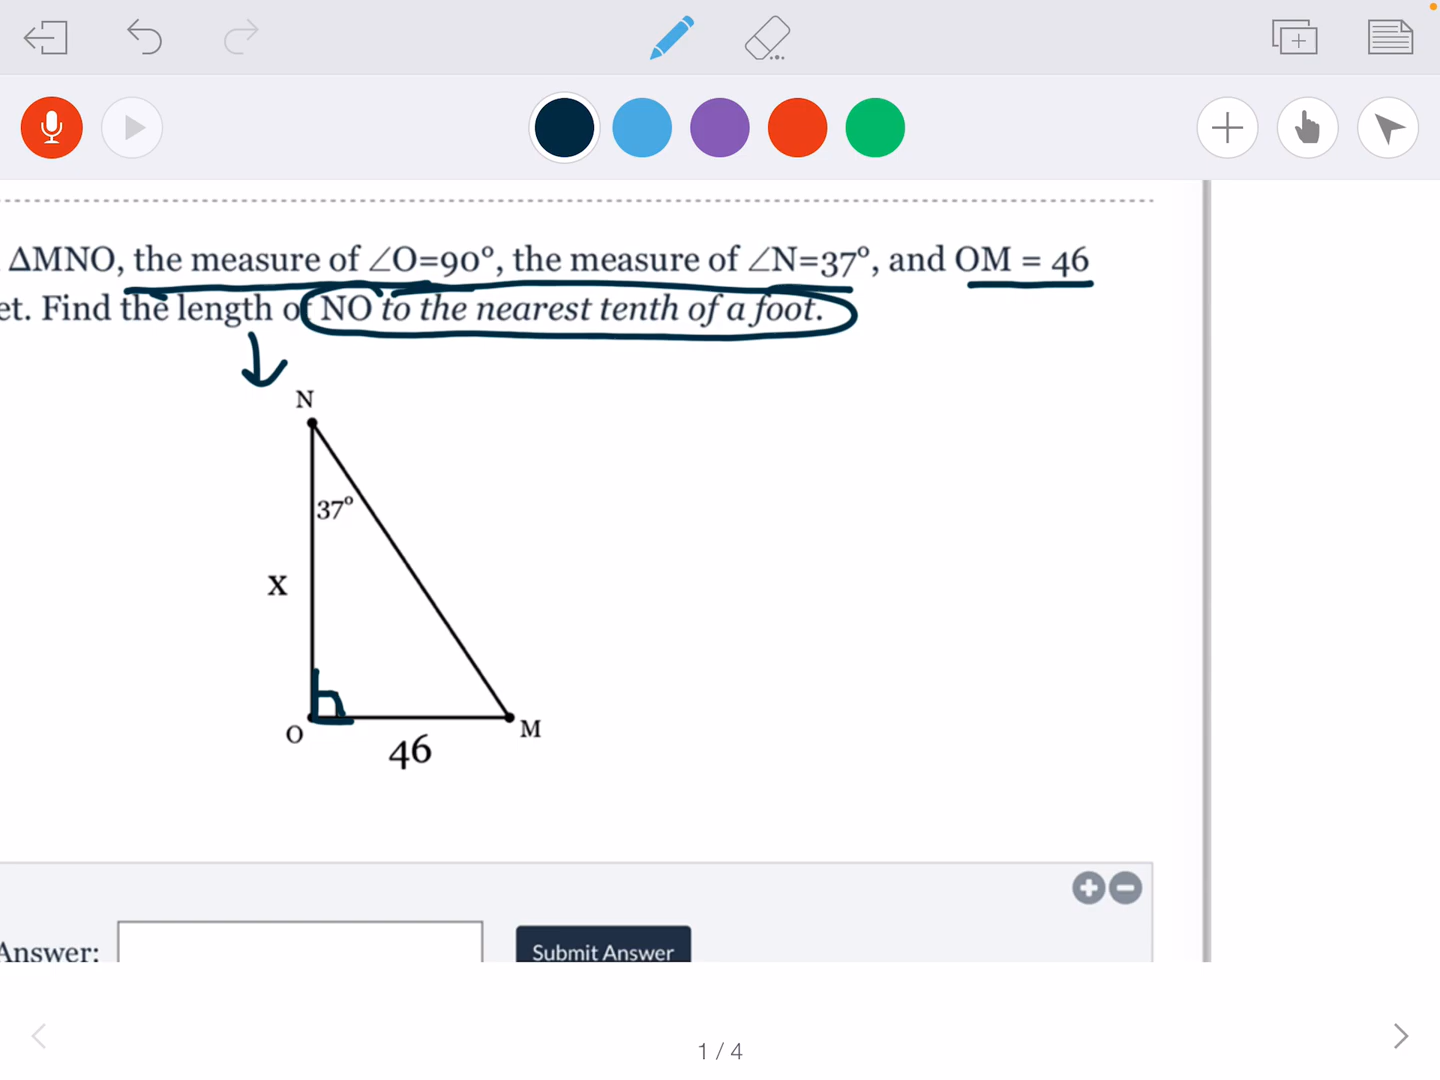 ΔMNO, the measure of ∠O=90°, the measure of ∠N=37°, and OM = 46
et. Find the length of NO to the nearest tenth of a foot.
N
37°
X
O
M
46
Answer:
Submit Answer
1 / 4